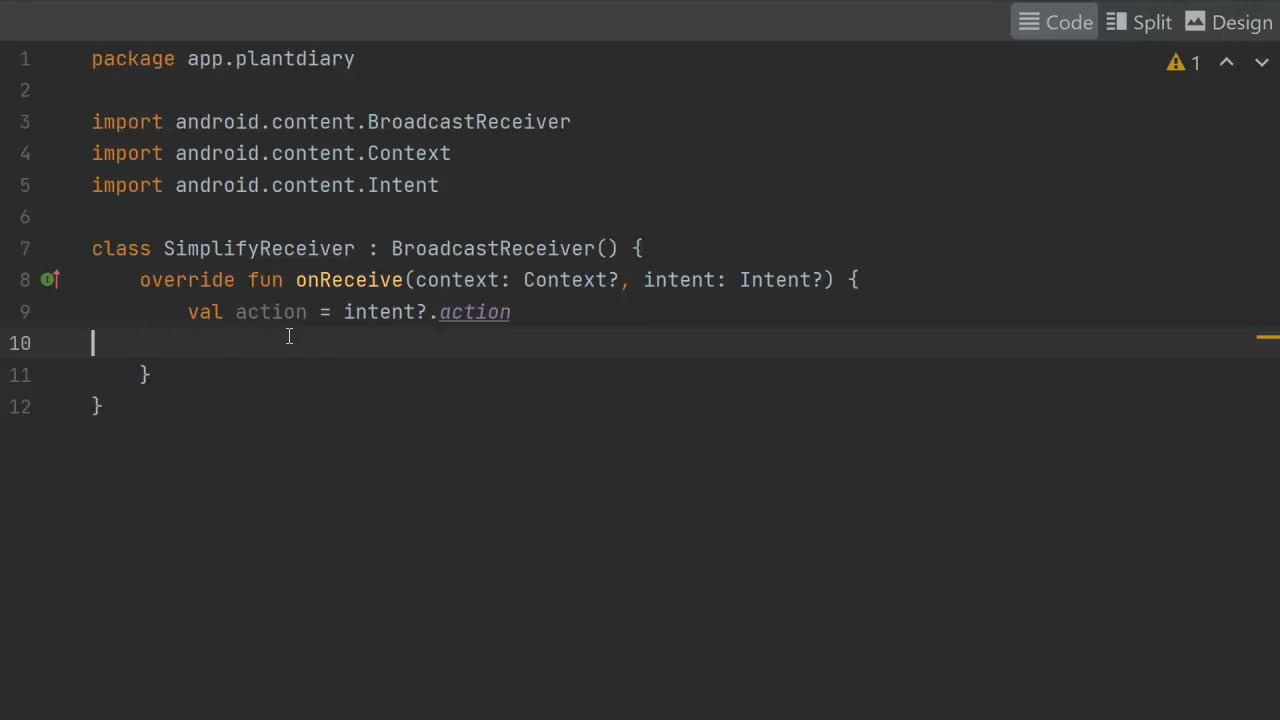 Code Split Design
1 package app.plantdiary
1
2
3 import android.content.BroadcastReceiver
4 import android.content.Context
5 import android.content.Intent
6
7 class SimplifyReceiver : BroadcastReceiver() {
8 override fun onReceive(context: Context?, intent: Intent?) {
9 val action = intent?.action
10
11 }
12 }